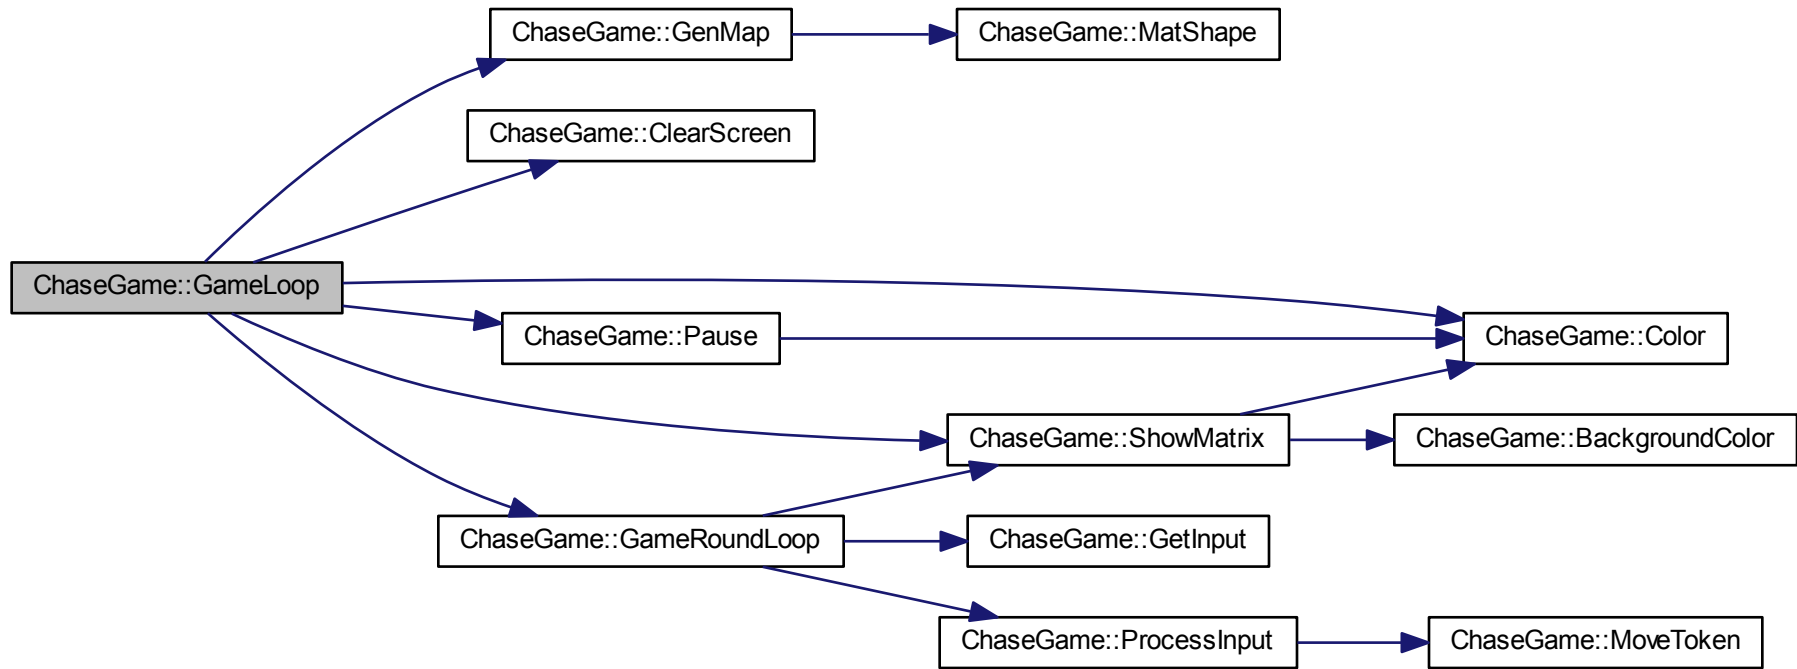 ChaseGame::GenMap
ChaseGame::MatShape
ChaseGame::ClearScreen
ChaseGame::GameLoop
ChaseGame::Pause
ChaseGame::Color
ChaseGame::ShowMatrix
ChaseGame::BackgroundColor
ChaseGame::GameRoundLoop
ChaseGame::GetInput
ChaseGame::ProcessInput
ChaseGame::MoveToken